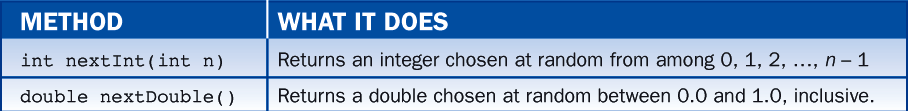 METHOD WHAT IT DOES
int nextInt(int n) Returns an integer chosen at random from among 0, 1, 2, …, n – 1
double nextDouble() Returns a double chosen at random between 0.0 and 1.0, inclusive.